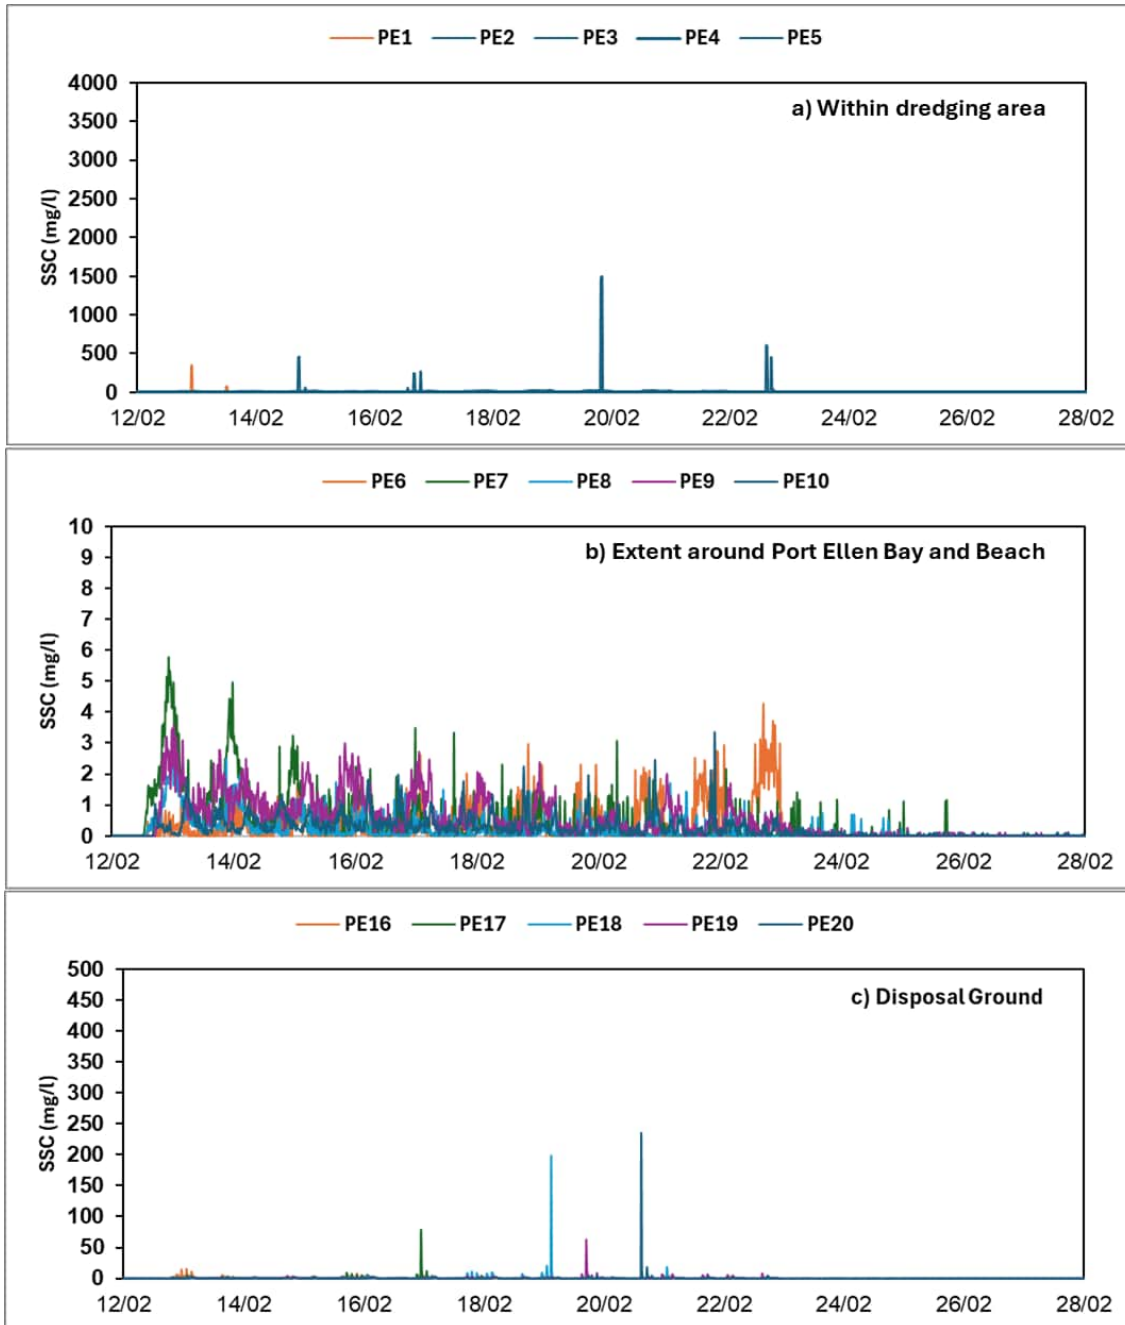 PE1 PE2 PE3 PE4 PE5
a) Within dredging area
SSC (mg/l)
4000
3500
3000
2500
2000
1500
1000
500
0
12/02 14/02 16/02 18/02 20/02 22/02 24/02 26/02 28/02
PE6 PE7 PE8 PE9 PE10
b) Extent around Port Ellen Bay and Beach
SSC (mg/l)
10
9
8
7
6
5
4
3
2
1
0
12/02 14/02 16/02 18/02 20/02 22/02 24/02 26/02 28/02
PE16 PE17 PE18 PE19 PE20
c) Disposal Ground
SSC (mg/l)
500
450
400
350
300
250
200
150
100
50
0
12/02 14/02 16/02 18/02 20/02 22/02 24/02 26/02 28/02